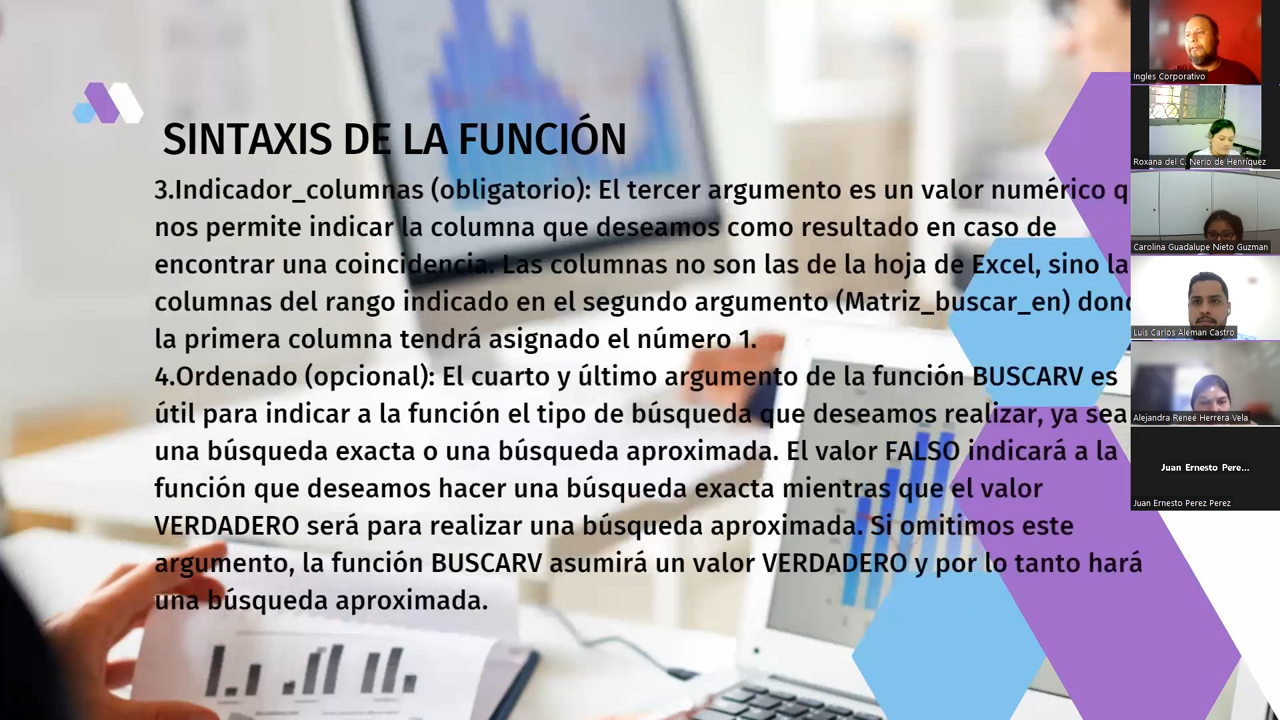 SINTAXIS DE LA FUNCIÓN
3.Indicador_columnas (obligatorio): El tercer argumento es un valor numérico q
nos permite indicar la columna que deseamos como resultado en caso de
encontrar una coincidencia. Las columnas no son las de la hoja de Excel, sino la
columnas del rango indicado en el segundo argumento (Matriz_buscar_en) dond
la primera columna tendrá asignado el número 1.
4.Ordenado (opcional): El cuarto y último argumento de la función BUSCARV es
útil para indicar a la función el tipo de búsqueda que deseamos realizar, ya sea
una búsqueda exacta o una búsqueda aproximada. El valor FALSO indicará a la
función que deseamos hacer una búsqueda exacta mientras que el valor
VERDADERO será para realizar una búsqueda aproximada. Si omitimos este
argumento, la función BUSCARV asumirá un valor VERDADERO y por lo tanto hará
una búsqueda aproximada.
Ingles Corporativo
Roxana del C. Nerio de Henríquez
Carolina Guadalupe Nieto Guzman
Luis Carlos Aleman Castro
Alejandra Reneé Herrera Vela
Juan Ernesto Pere...
Juan Ernesto Perez Perez